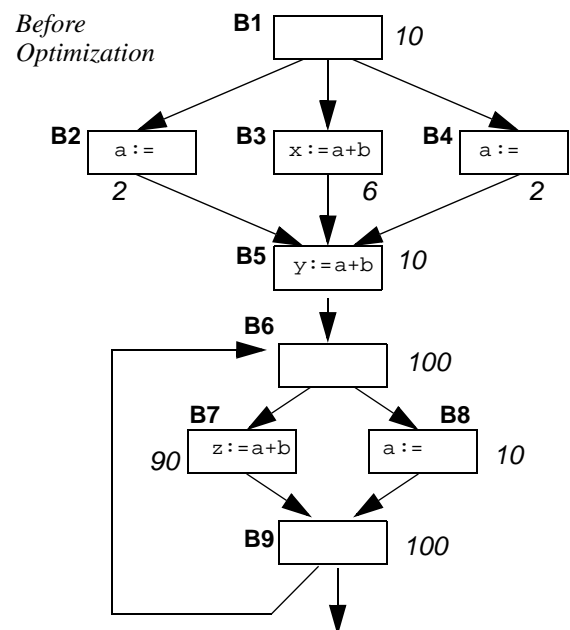 Before
Optimization
B1
10
B2
a:=
2
B3
x:=a+b
6
B4
a:=
2
B5
y:=a+b
10
B6
100
B7
z:=a+b
90
B8
a:=
10
B9
100